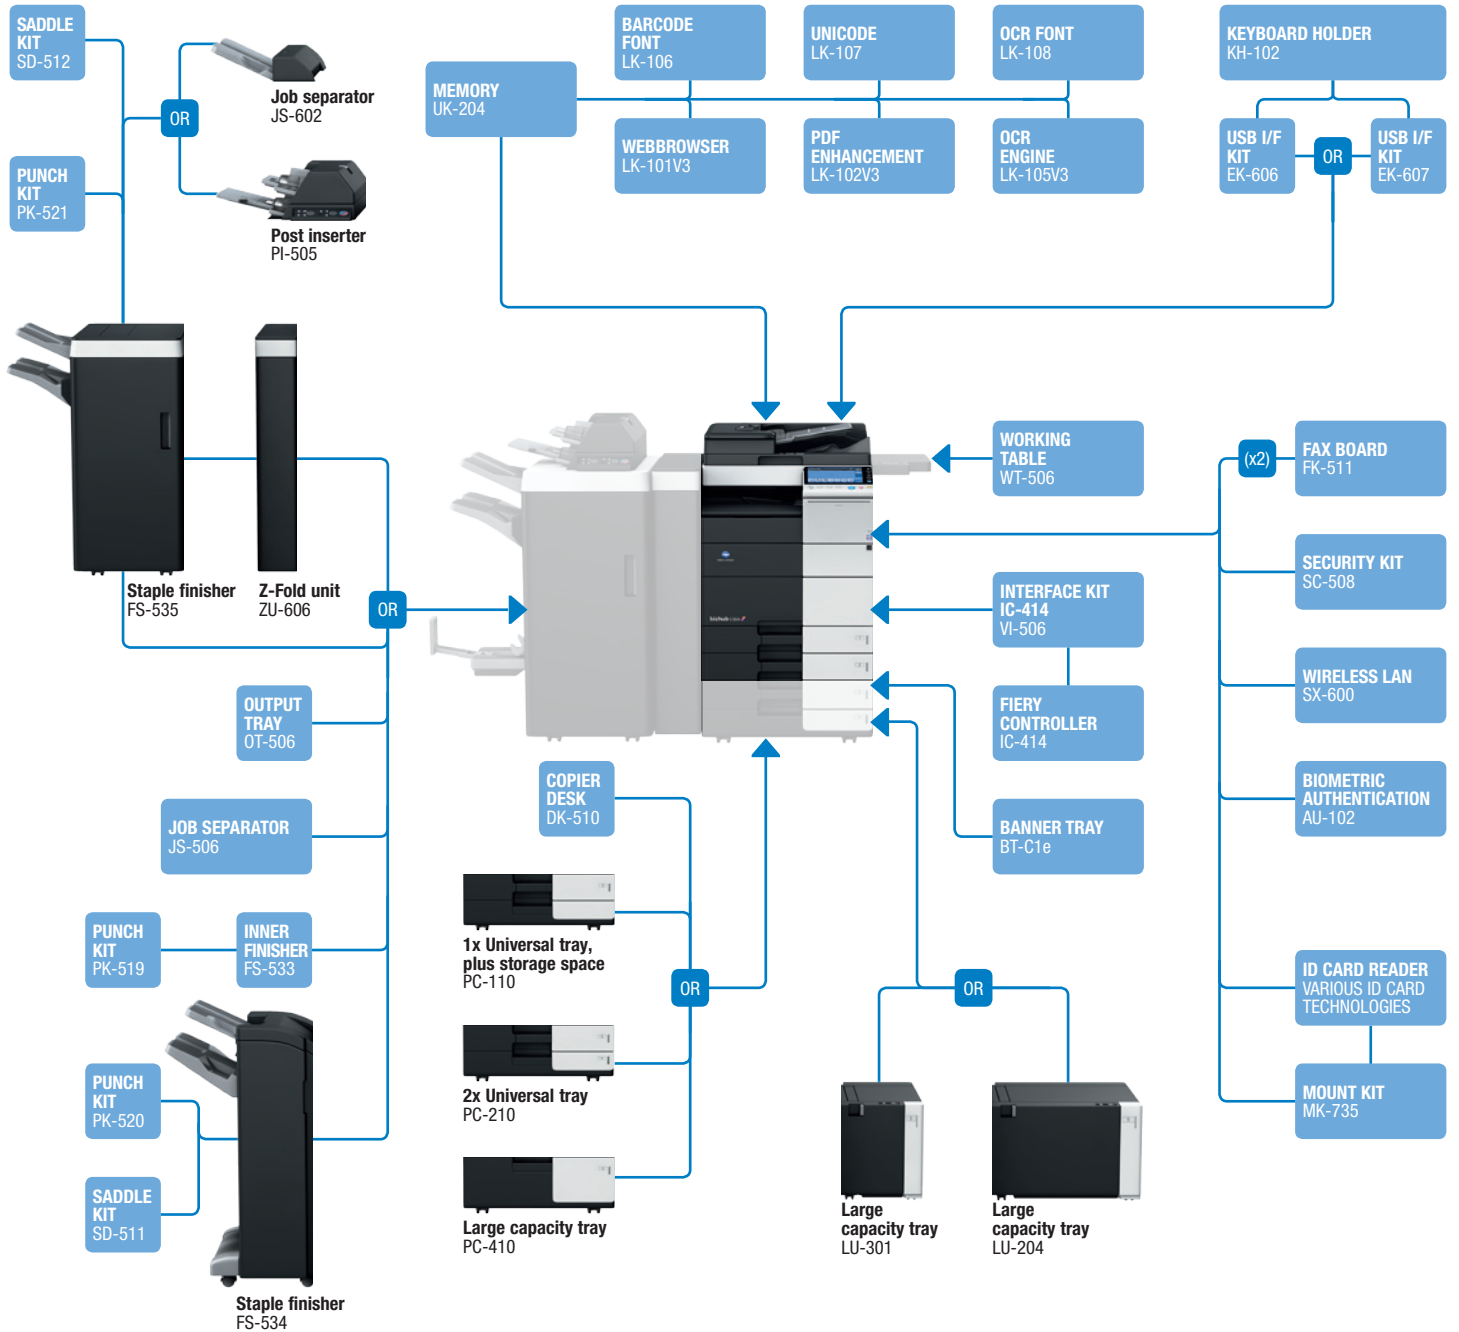 SADDLE
KIT
SD-512
Job separator
JS-602
OR
PUNCH
KIT
PK-521
Post inserter
PI-505
MEMORY
UK-204
BARCODE
FONT
LK-106
UNICODE
LK-107
OCR FONT
LK-108
WEBBROWSER
LK-101V3
PDF
ENHANCEMENT
LK-102V3
OCR
ENGINE
LK-105V3
KEYBOARD HOLDER
KH-102
USB I/F
KIT
EK-606
OR
USB I/F
KIT
EK-607
Staple finisher
FS-535
Z-Fold unit
ZU-606
OR
WORKING
TABLE
WT-506
(x2)
FAX BOARD
FK-511
SECURITY KIT
SC-508
INTERFACE KIT
IC-414
VI-506
bizhub
WIRELESS LAN
SX-600
FIERY
CONTROLLER
IC-414
OUTPUT
TRAY
OT-506
COPIER
DESK
DK-510
BIOMETRIC
AUTHENTICATION
AU-102
JOB SEPARATOR
JS-506
BANNER TRAY
BT-C1e
PUNCH
KIT
PK-519
INNER
FINISHER
FS-533
1x Universal tray,
plus storage space
PC-110
OR
OR
ID CARD READER
VARIOUS ID CARD
TECHNOLOGIES
PUNCH
KIT
PK-520
2x Universal tray
PC-210
MOUNT KIT
MK-735
SADDLE
KIT
SD-511
Large capacity tray
PC-410
Large
capacity tray
LU-301
Large
capacity tray
LU-204
Staple finisher
FS-534